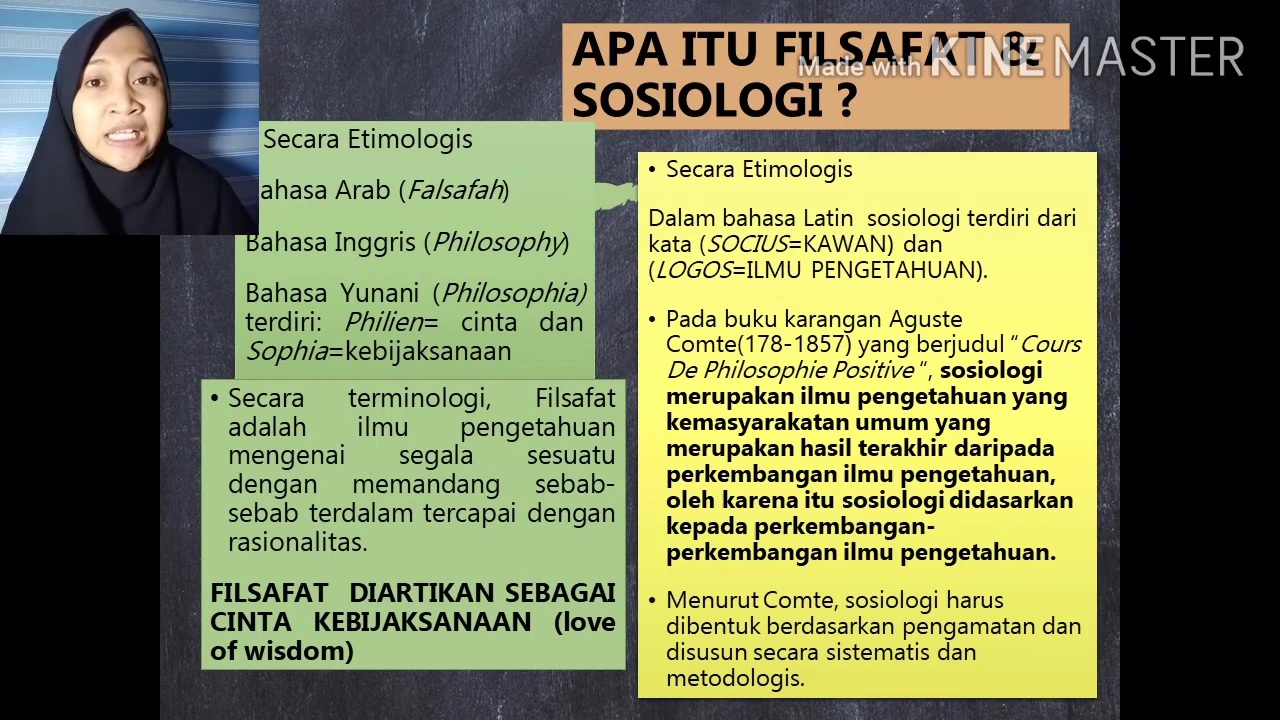 APA ITU FILSAFAT &
SOSIOLOGI ?
Made with KINEMASTER
Secara Etimologis
ahasa Arab (Falsafah)
Bahasa Inggris (Philosophy)
Bahasa Yunani (Philosophia)
terdiri: Philien= cinta dan
Sophia=kebijaksanaan
• Secara terminologi, Filsafat
adalah ilmu pengetahuan
mengenai segala sesuatu
dengan memandang sebab-
sebab terdalam tercapai dengan
rasionalitas.
FILSAFAT DIARTIKAN SEBAGAI
CINTA KEBIJAKSANAAN (love
of wisdom)
• Secara Etimologis
Dalam bahasa Latin sosiologi terdiri dari
kata (SOCIUS=KAWAN) dan
(LOGOS=ILMU PENGETAHUAN).
• Pada buku karangan Aguste
Comte(178-1857) yang berjudul "Cours
De Philosophie Positive", sosiologi
merupakan ilmu pengetahuan yang
kemasyarakatan umum yang
merupakan hasil terakhir daripada
perkembangan ilmu pengetahuan,
oleh karena itu sosiologi didasarkan
kepada perkembangan-
perkembangan ilmu pengetahuan.
• Menurut Comte, sosiologi harus
dibentuk berdasarkan pengamatan dan
disusun secara sistematis dan
metodologis.